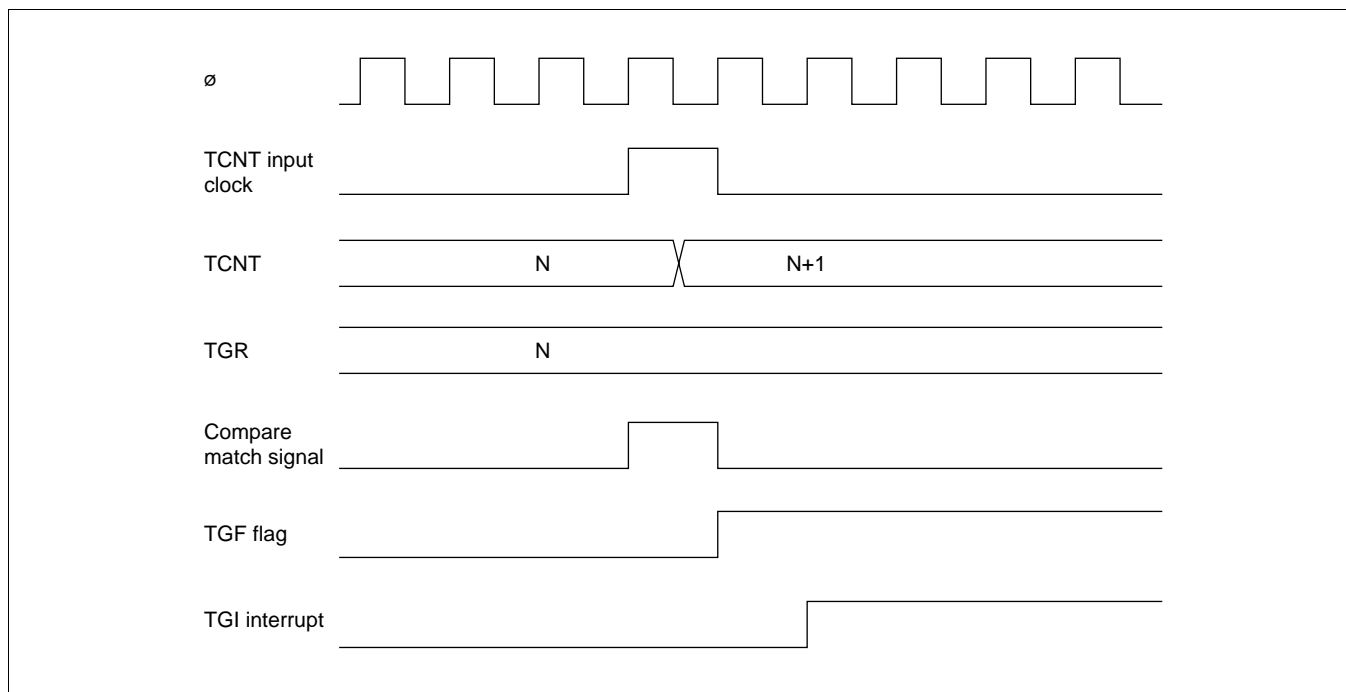 ø
TCNT input
clock
TCNT
N
N+1
TGR
N
Compare
match signal
TGF flag
TGI interrupt